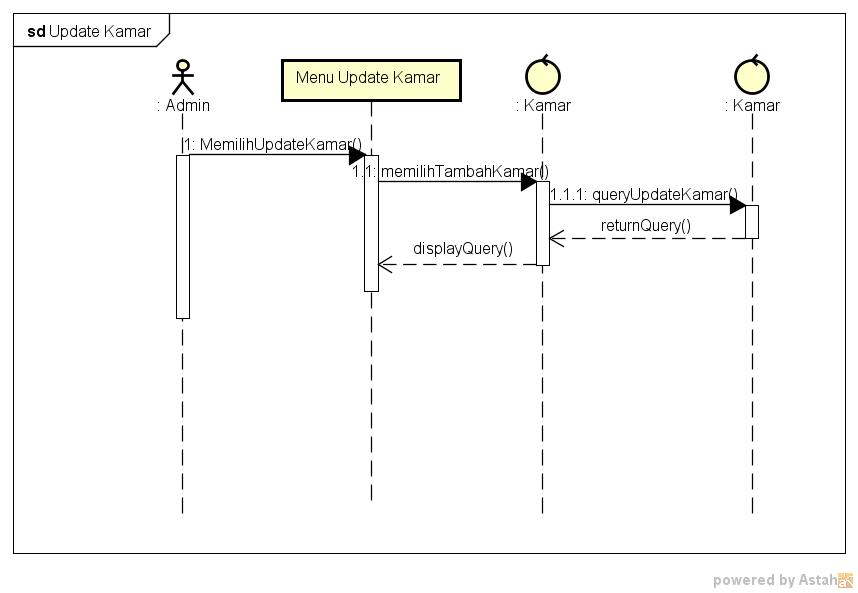 sd Update Kamar
: Admin
Menu Update Kamar
: Kamar
: Kamar
1: MemilihUpdateKamar()
1.1: memilihTambahKamar()
1.1.1: queryUpdateKamar()
returnQuery()
displayQuery()
powered by Astah